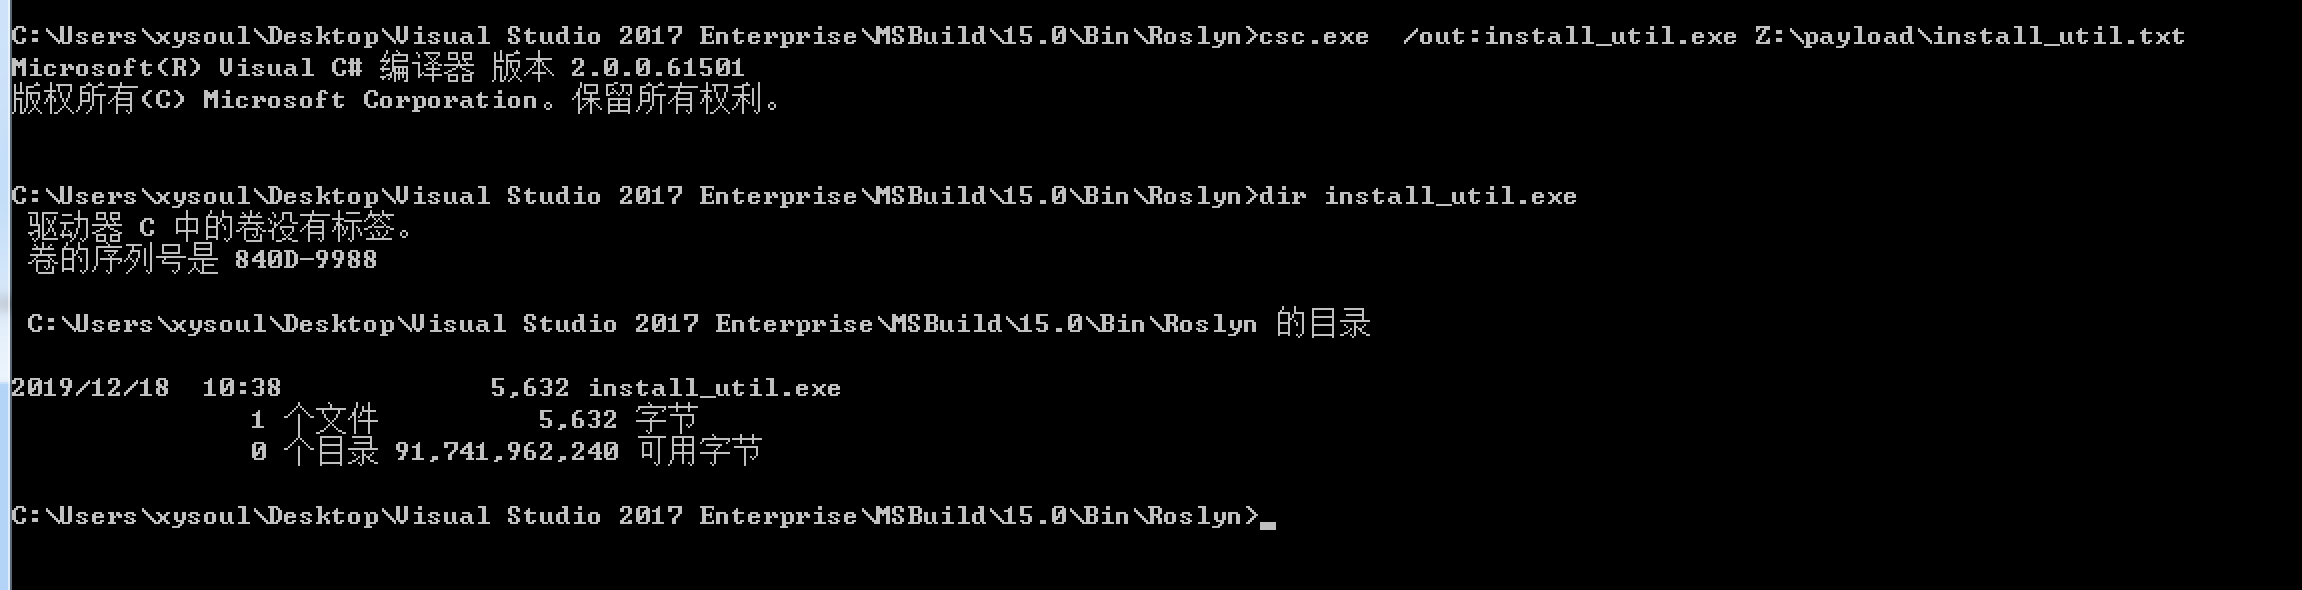 C:\Users\xysoul\Desktop\Visual Studio 2017 Enterprise\MSBuild\15.0\Bin\Roslyn>csc.exe  /out:install_util.exe Z:\payload\install_util.txt
Microsoft(R) Visual C# 编译器 版本 2.0.0.61501
版权所有(C) Microsoft Corporation。保留所有权利。
C:\Users\xysoul\Desktop\Visual Studio 2017 Enterprise\MSBuild\15.0\Bin\Roslyn>dir install_util.exe
驱动器 C 中的卷没有标签。
卷的序列号是 840D-9988
C:\Users\xysoul\Desktop\Visual Studio 2017 Enterprise\MSBuild\15.0\Bin\Roslyn 的目录
2019/12/18  10:38             5,632 install_util.exe
1 个文件          5,632 字节
0 个目录 91,741,962,240 可用字节
C:\Users\xysoul\Desktop\Visual Studio 2017 Enterprise\MSBuild\15.0\Bin\Roslyn>_